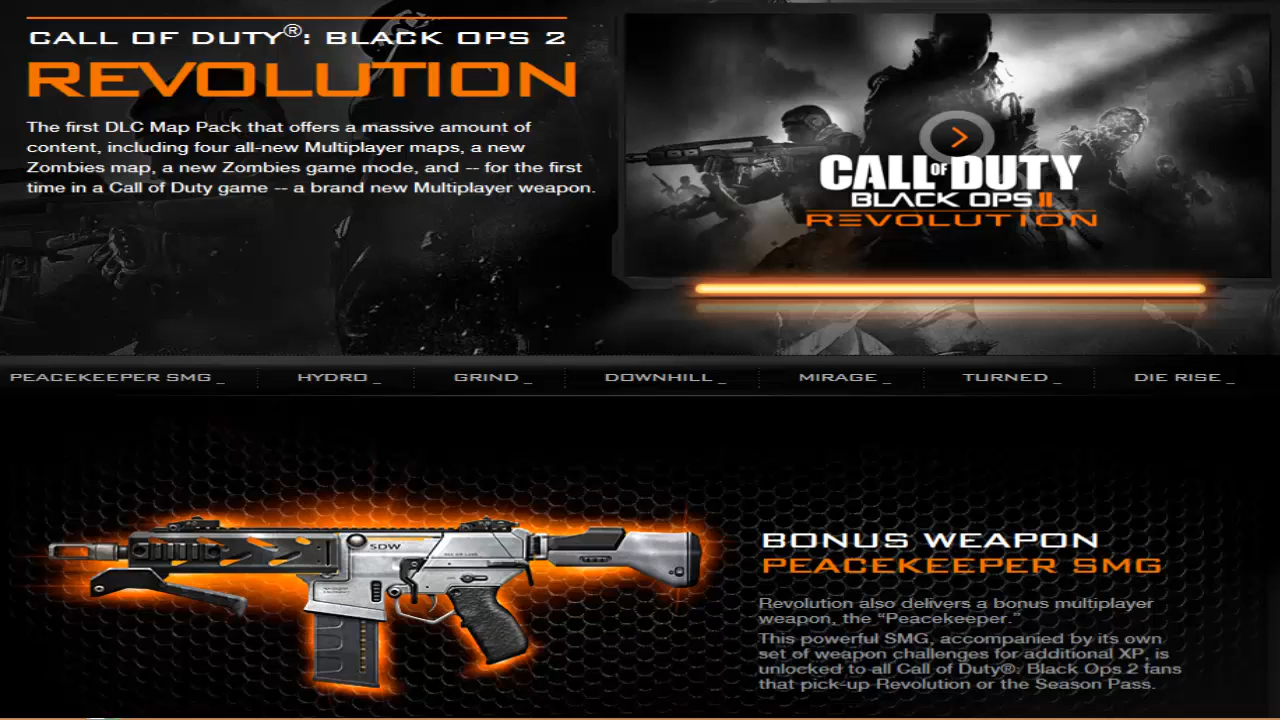 CALL OF DUTY®: BLACK OPS 2
REVOLUTION
The first DLC Map Pack that offers a massive amount of
content, including four all-new Multiplayer maps, a new
Zombies map, a new Zombies game mode, and -- for the first
time in a Call of Duty game -- a brand new Multiplayer weapon.
CALL OF DUTY
BLACK OPS II
REVOLUTION
PEACEKEEPER SMG _
HYDRO _
GRIND _
DOWNHILL _
MIRAGE _
TURNED _
DIE RISE _
SDW
BONUS WEAPON
PEACEKEEPER SMG
Revolution also delivers a bonus multiplayer
weapon, the “Peacekeeper.”
This powerful SMG, accompanied by its own
set of weapon challenges for additional XP, is
unlocked to all Call of Duty®: Black Ops 2 fans
that pick-up Revolution or the Season Pass.